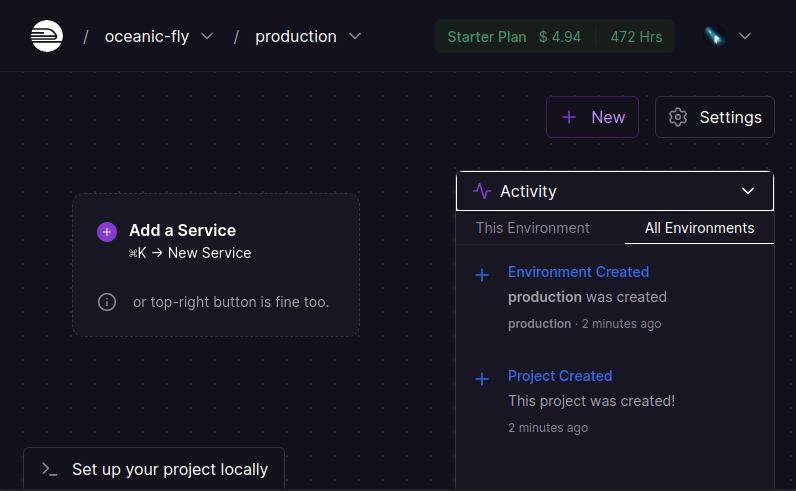 / oceanic-fly / production Starter Plan $ 4.94 472 Hrs
+ New Settings
Add a Service
⌘K → New Service
or top-right button is fine too.
Activity
This Environment All Environments
Environment Created
production was created
production · 2 minutes ago
Project Created
This project was created!
2 minutes ago
Set up your project locally